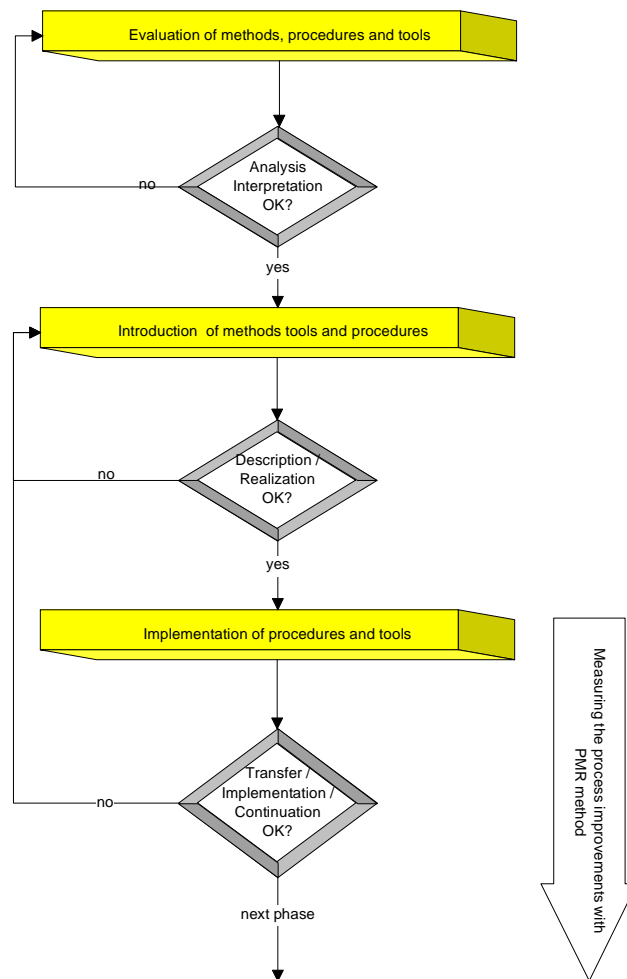 Evaluation of methods, procedures and tools
Analysis
Interpretation
OK?
no
yes
Introduction of methods tools and procedures
Description /
Realization
OK?
no
yes
Implementation of procedures and tools
Transfer /
Implementation /
Continuation
OK?
no
next phase
Measuring the process improvements with
PMR method